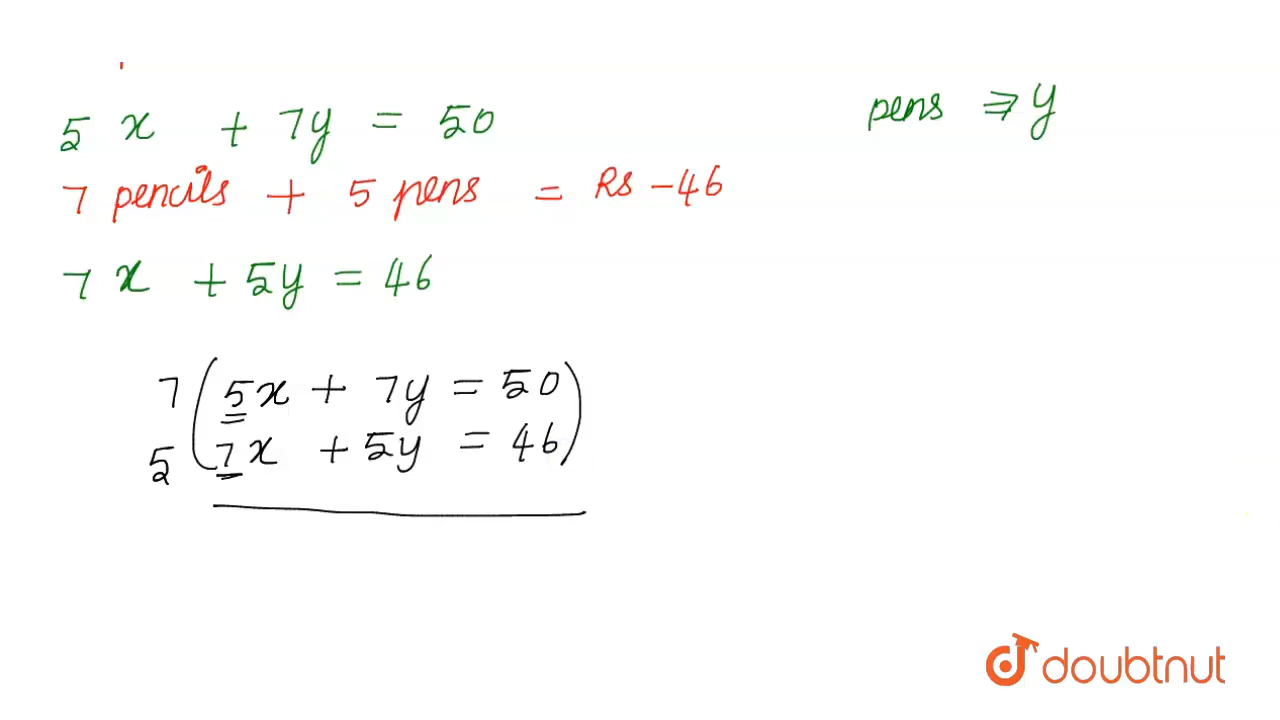 5 x + 7y = 50
pens ⇒ y
7 pencils + 5 pens = Rs - 46
7 x + 5y = 46
7 ( 5x + 7y = 50 )
5 ( 7x + 5y = 46 )
doubtnut